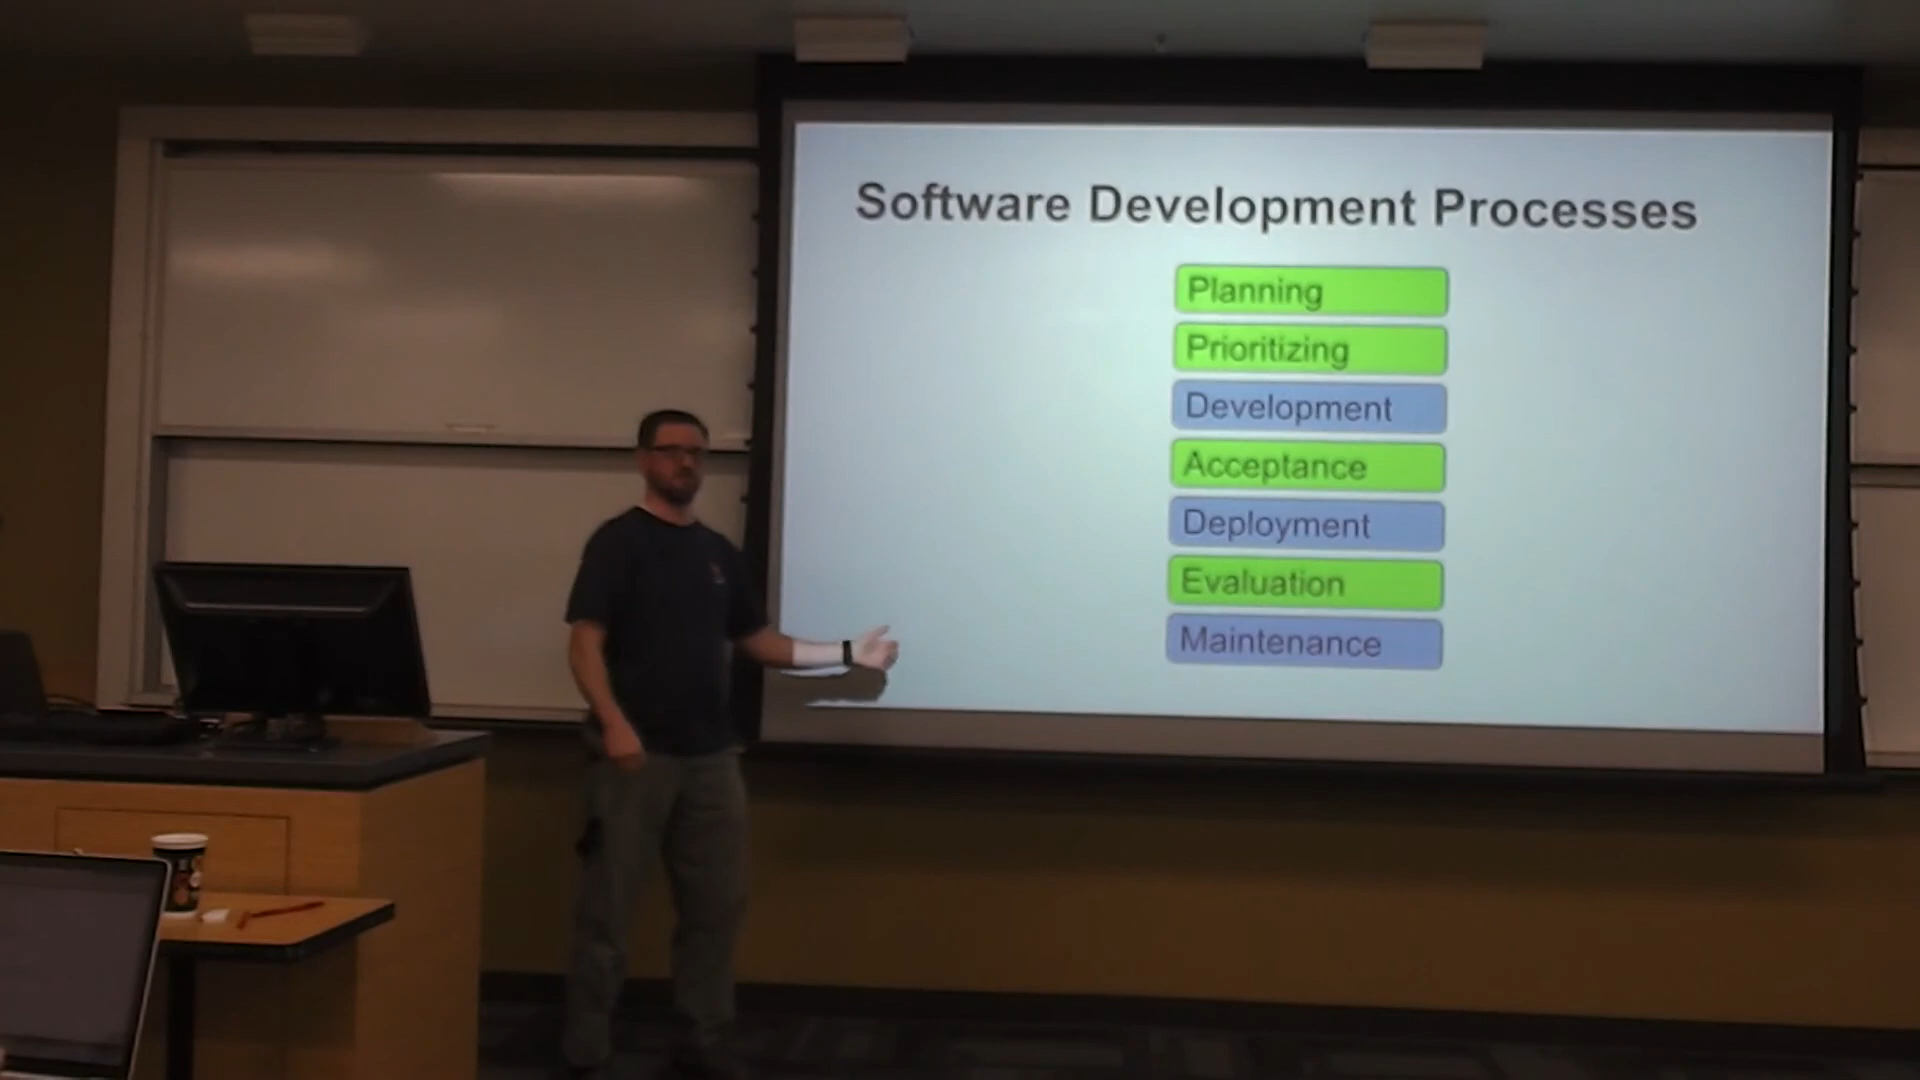 Software Development Processes
Planning
Prioritizing
Development
Acceptance
Deployment
Evaluation
Maintenance